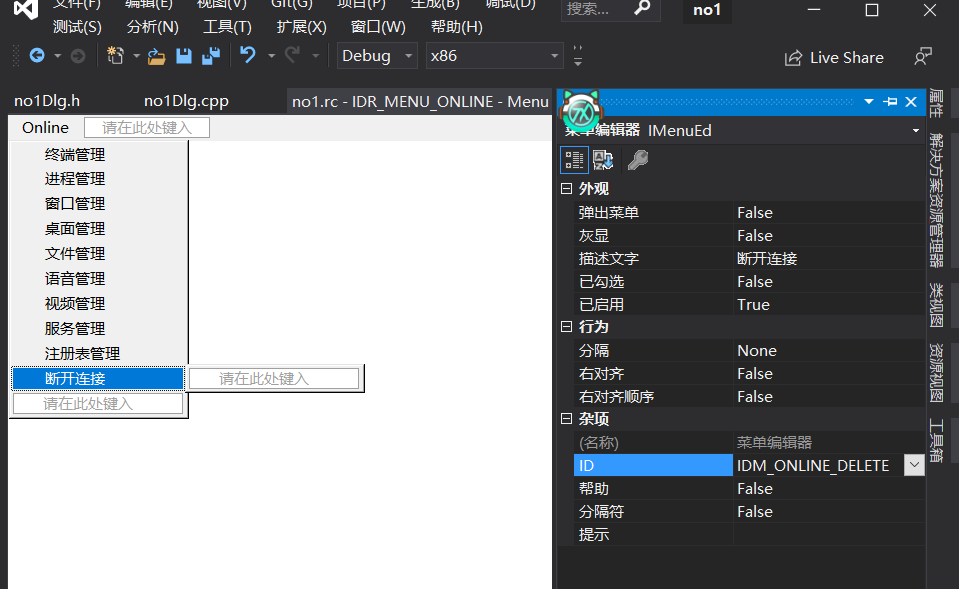 文件(F) 编辑(E) 视图(V) Git(G) 项目(P) 生成(B) 调试(D) 搜索... no1
测试(S) 分析(N) 工具(T) 扩展(X) 窗口(W) 帮助(H)
Debug x86 Live Share
no1Dlg.h no1Dlg.cpp no1.rc - IDR_MENU_ONLINE - Menu
Online 请在此处键入
终端管理
进程管理
窗口管理
桌面管理
文件管理
语音管理
视频管理
服务管理
注册表管理
断开连接 请在此处键入
请在此处键入
菜单编辑器 IMenuEd
外观
弹出菜单 False
灰显 False
描述文字 断开连接
已勾选 False
已启用 True
行为
分隔 None
右对齐 False
右对齐顺序 False
杂项
(名称) 菜单编辑器
ID IDM_ONLINE_DELETE
帮助 False
分隔符 False
提示
属性
解决方案资源管理器
类视图
资源视图
工具箱